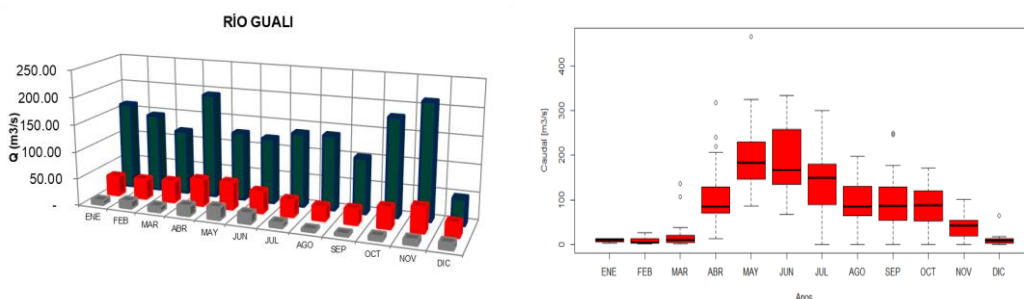 RÍO GUALI
Q (m3/s)
250.00
200.00
150.00
100.00
50.00
-
ENE FEB MAR ABR MAY JUN JUL AGO SEP OCT NOV DIC
Caudal [m3/s]
400
300
200
100
0
ENE FEB MAR ABR MAY JUN JUL AGO SEP OCT NOV DIC